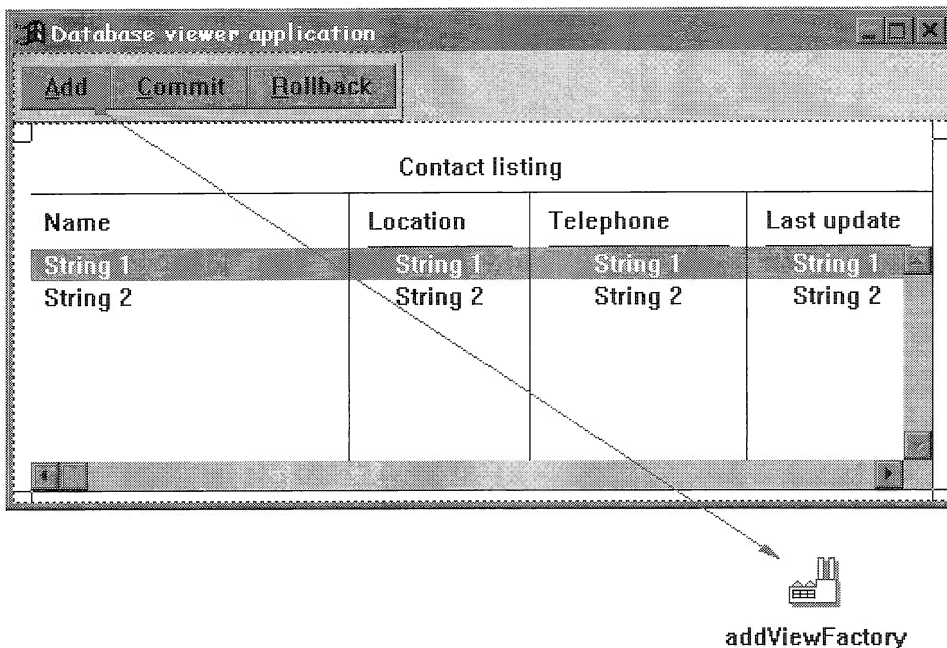 Database viewer application
Add Commit Rollback
Contact listing
Name Location Telephone Last update
String 1 String 1 String 1 String 1
String 2 String 2 String 2 String 2
addViewFactory